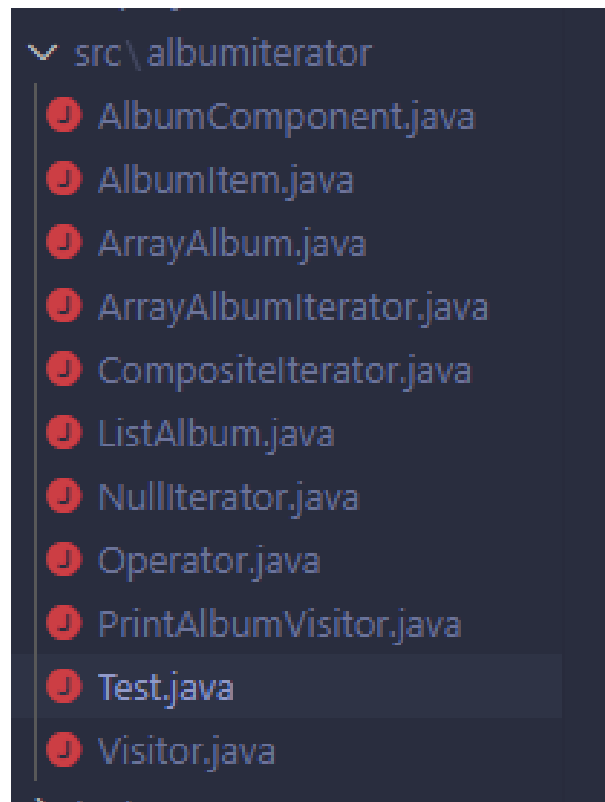 src\albumiterator
AlbumComponent.java
AlbumItem.java
ArrayAlbum.java
ArrayAlbumIterator.java
CompositeIterator.java
ListAlbum.java
NullIterator.java
Operator.java
PrintAlbumVisitor.java
Test.java
Visitor.java